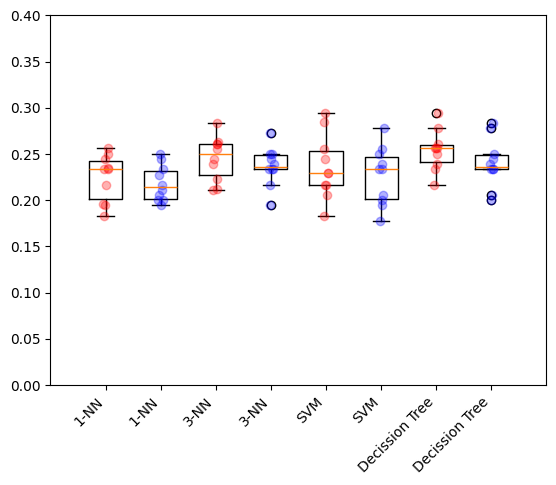 0.40
0.35
0.30
0.25
0.20
0.15
0.10
0.05
0.00
1-NN
1-NN
3-NN
3-NN
SVM
SVM
Decission Tree
Decission Tree